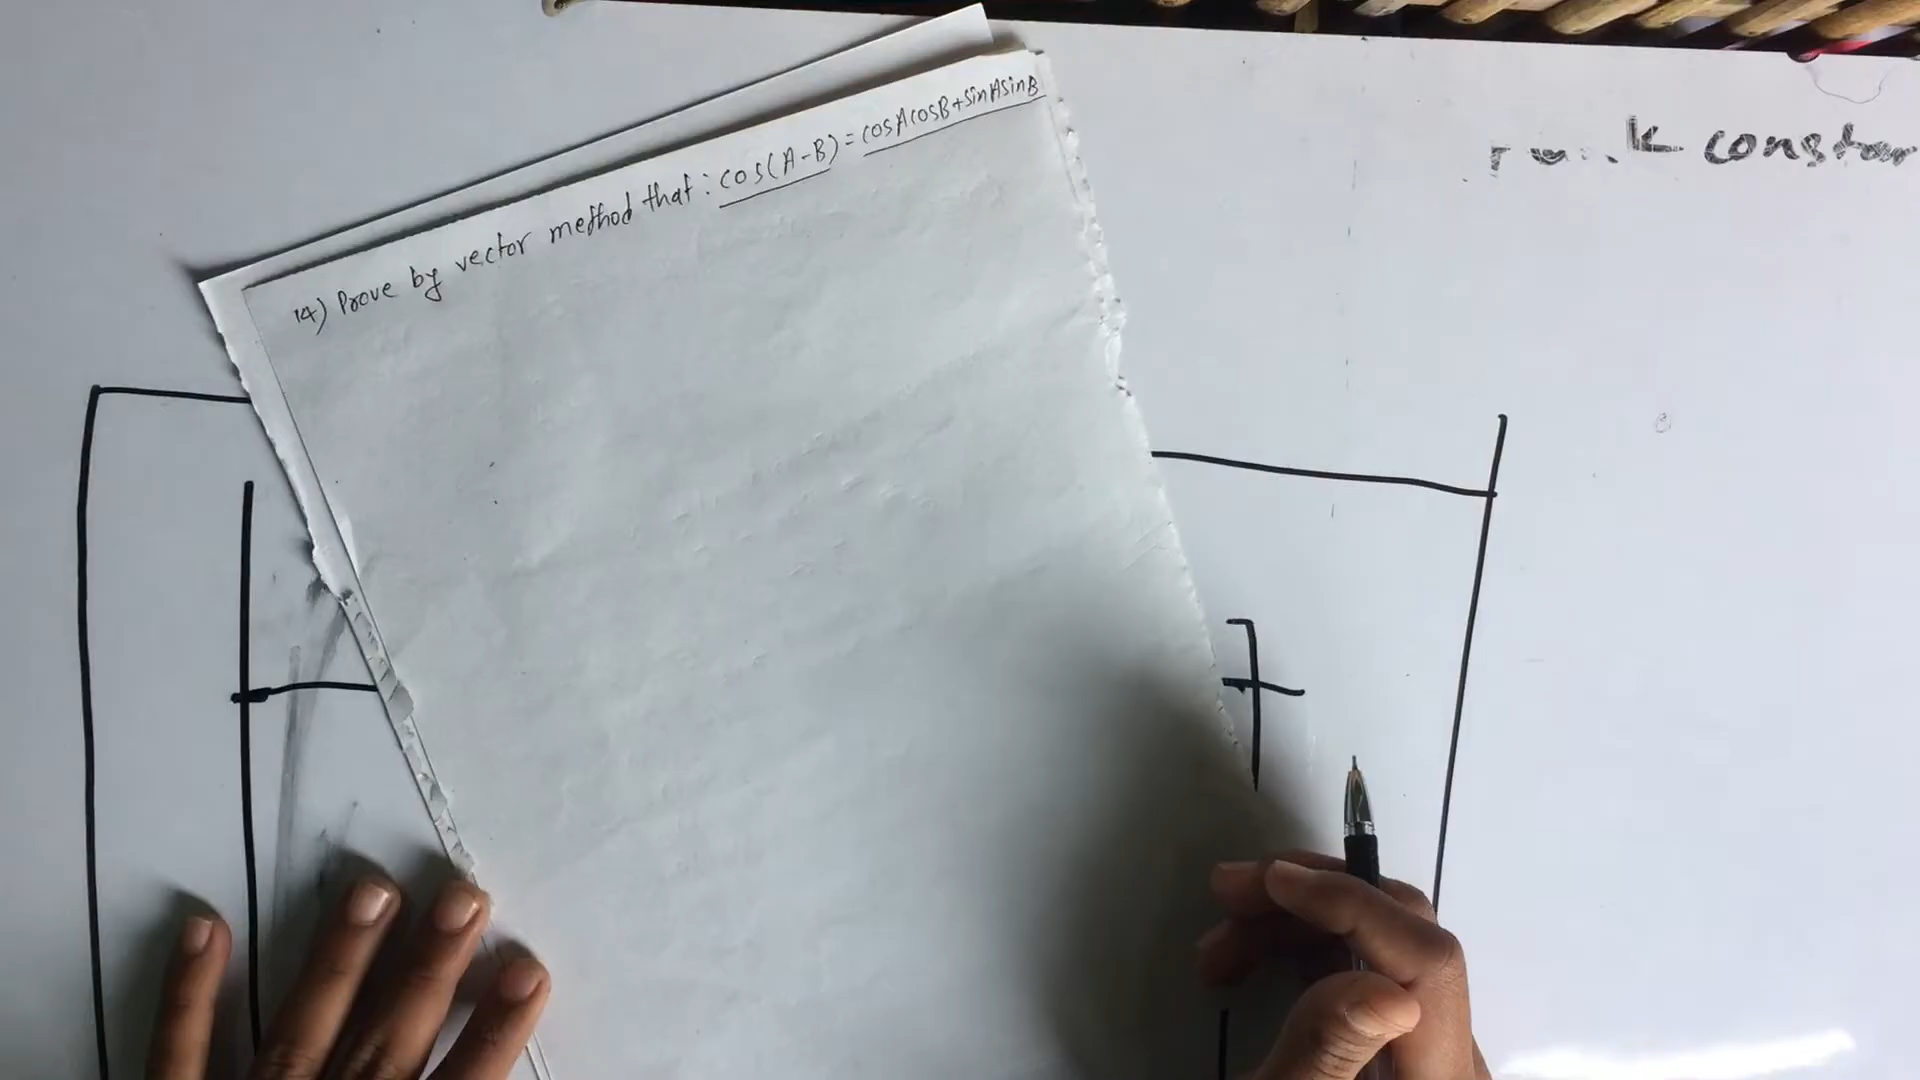 14) Prove by vector method that : cos(A-B) = cosAcosB+sinAsinB
k constan